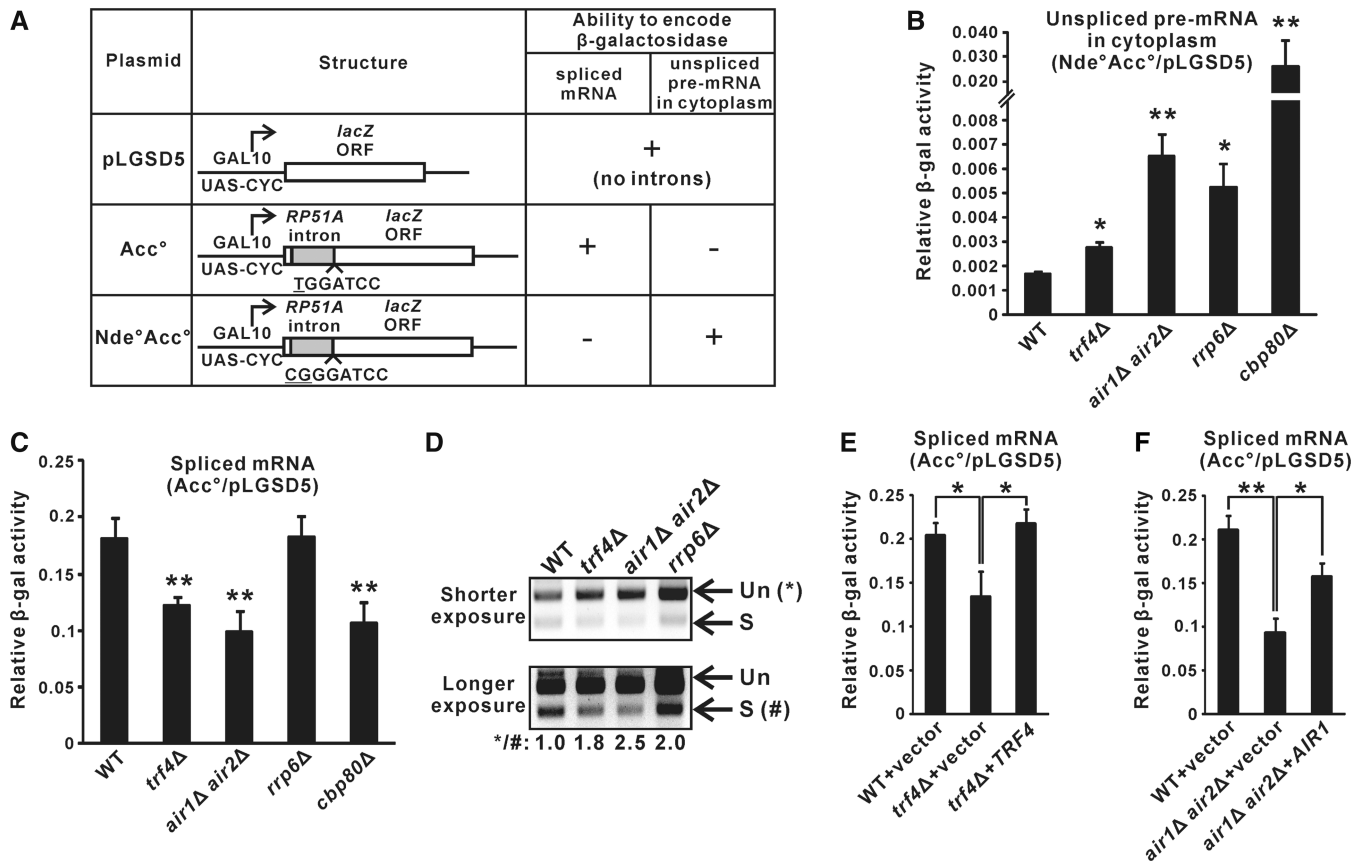 A
Plasmid
Structure
Ability to encode
β-galactosidase
spliced
mRNA
unspliced
pre-mRNA
in cytoplasm
pLGSD5
GAL10
UAS-CYC
lacZ
ORF
+
(no introns)
Acc°
GAL10
UAS-CYC
RP51A
intron
lacZ
ORF
TGGATCC
+
-
Nde°Acc°
GAL10
UAS-CYC
RP51A
intron
lacZ
ORF
CGGGATCC
-
+
B
Unspliced pre-mRNA
in cytoplasm
(Nde°Acc°/pLGSD5)
Relative β-gal activity
0.040
0.030
0.020
0.010
0.008
0.006
0.005
0.004
0.003
0.002
0.001
0
*
**
*
**
WT
trf4Δ
air1Δ air2Δ
rrp6Δ
cbp80Δ
C
Spliced mRNA
(Acc°/pLGSD5)
Relative β-gal activity
0.25
0.2
0.15
0.1
0.05
0
**
**
**
WT
trf4Δ
air1Δ air2Δ
rrp6Δ
cbp80Δ
D
WT
trf4Δ
air1Δ air2Δ
rrp6Δ
Shorter
exposure
Un (*)
S
Longer
exposure
Un
S (#)
*/#: 1.0 1.8 2.5 2.0
E
Spliced mRNA
(Acc°/pLGSD5)
Relative β-gal activity
0.25
0.2
0.15
0.1
0.05
0
*
*
WT+vector
trf4Δ+vector
trf4Δ+TRF4
F
Spliced mRNA
(Acc°/pLGSD5)
Relative β-gal activity
0.25
0.2
0.15
0.1
0.05
0
**
*
WT+vector
air1Δ air2Δ+vector
air1Δ air2Δ+AIR1